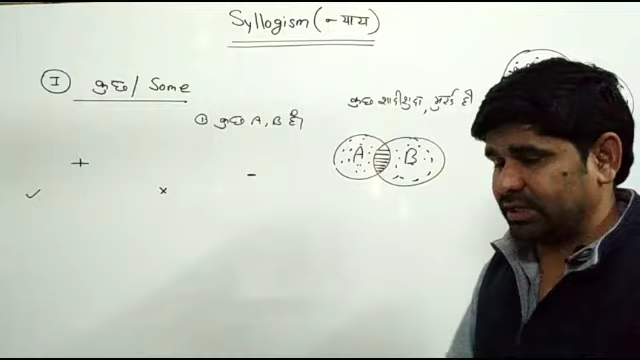 Syllogism (न्याय)
I कुछ / Some
① कुछ A, B है।
कुछ शादीशुदा, मुर्ख है
A B
+ -
✓ ×